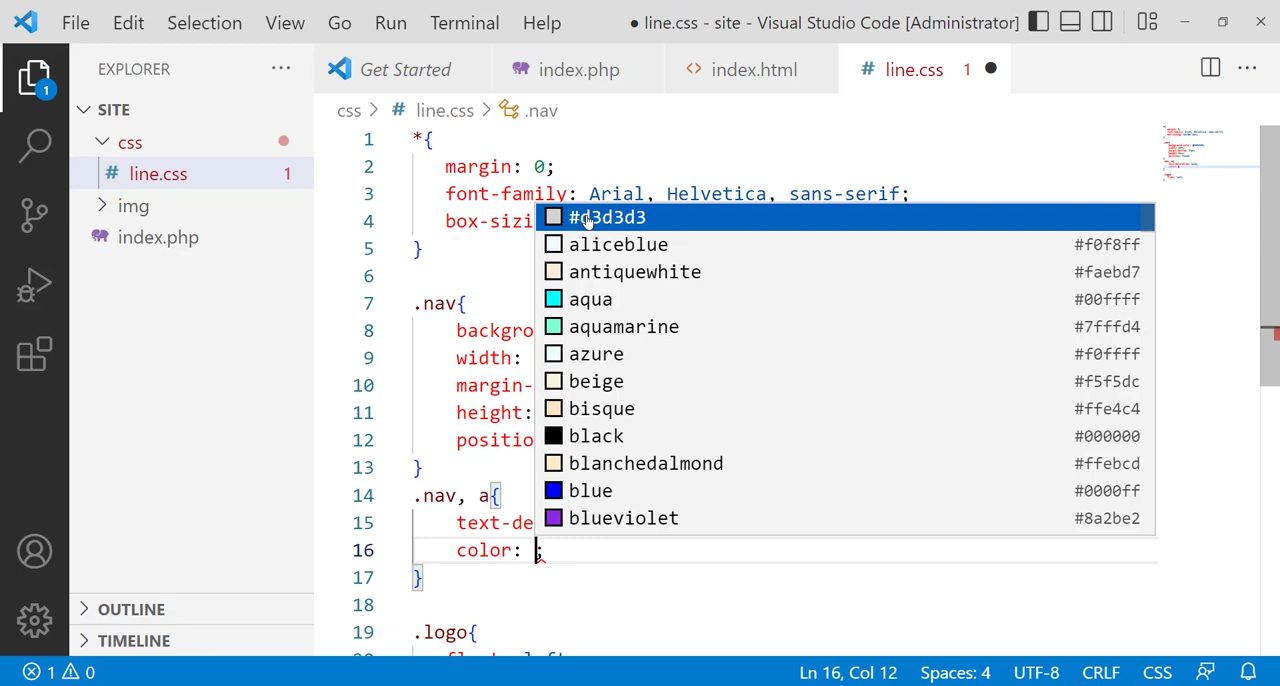 File Edit Selection View Go Run Terminal Help ● line.css - site - Visual Studio Code [Administrator]
EXPLORER ···
Get Started index.php index.html # line.css 1 ●
SITE
css
# line.css 1
img
index.php
1
css > # line.css > .nav
1 *{
2 margin: 0;
3 font-family: Arial, Helvetica, sans-serif;
4 box-sizi
5 }
6
7 .nav{
8 backgro
9 width:
10 margin-
11 height:
12 positio
13 }
14 .nav, a{
15 text-de
16 color: ;
17 }
18
19 .logo{
#d3d3d3
aliceblue #f0f8ff
antiquewhite #faebd7
aqua #00ffff
aquamarine #7fffd4
azure #f0ffff
beige #f5f5dc
bisque #ffe4c4
black #000000
blanchedalmond #ffebcd
blue #0000ff
blueviolet #8a2be2
OUTLINE
TIMELINE
1 0 Ln 16, Col 12 Spaces: 4 UTF-8 CRLF CSS